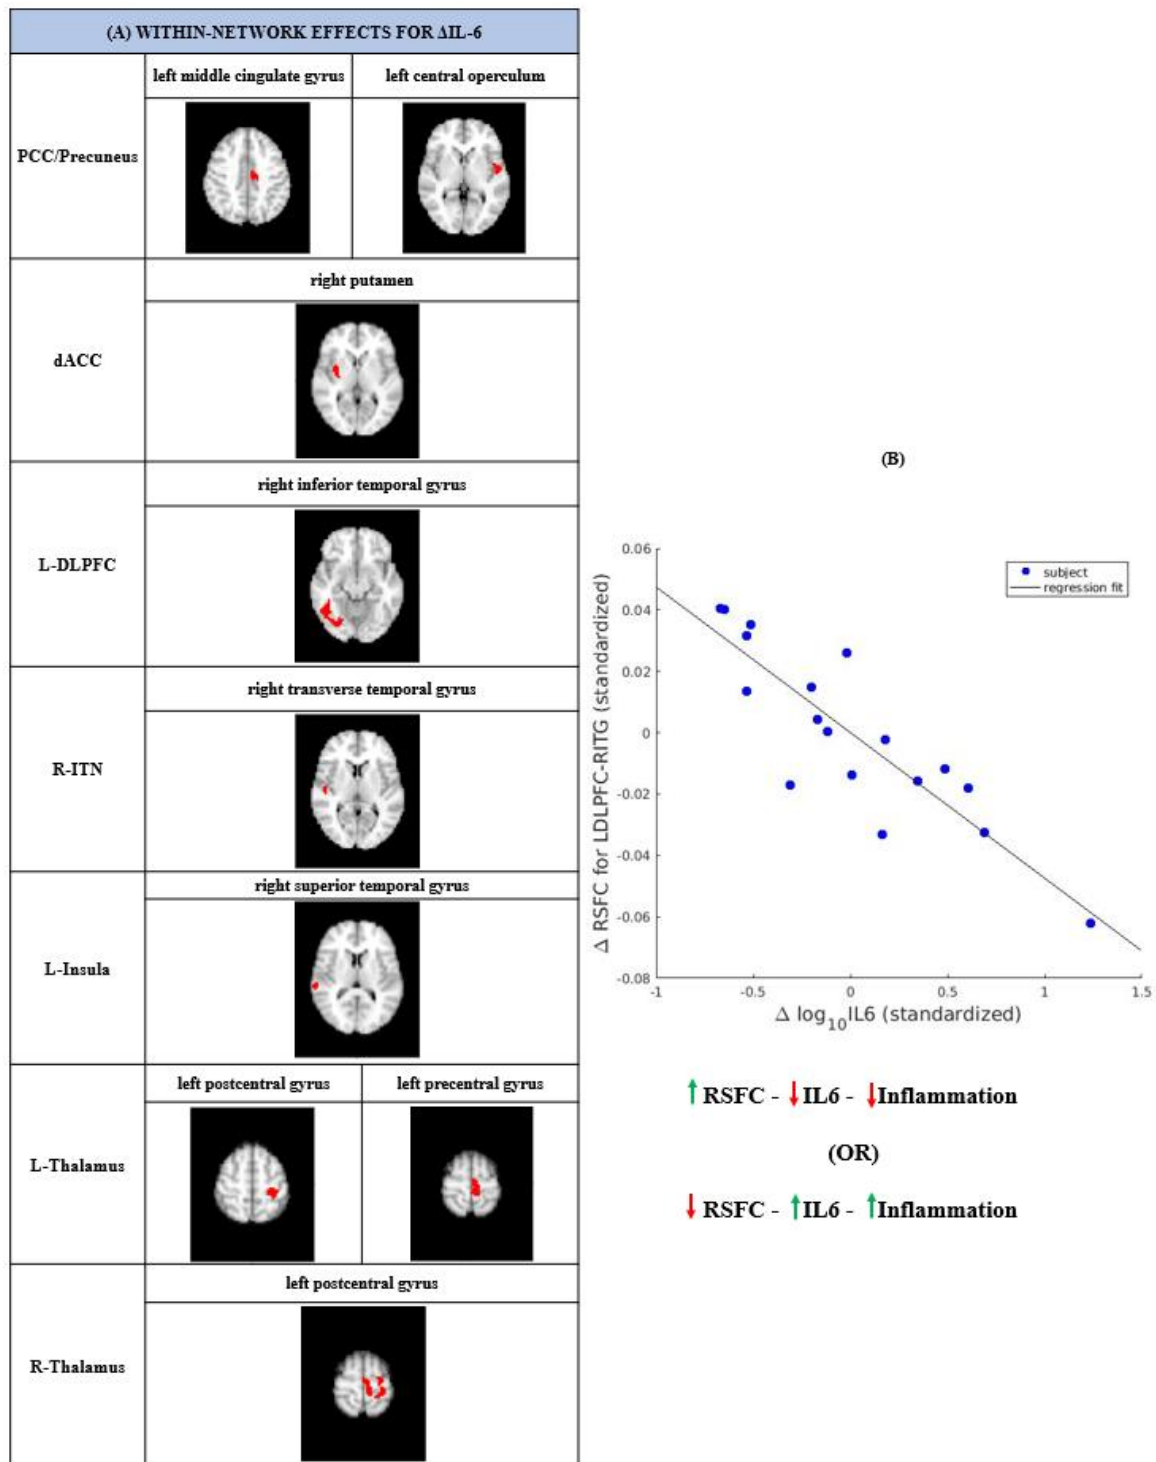 (A) WITHIN-NETWORK EFFECTS FOR ΔIL-6
left middle cingulate gyrus
left central operculum
PCC/Precuneus
right putamen
dACC
right inferior temporal gyrus
L-DLPFC
right transverse temporal gyrus
R-ITN
right superior temporal gyrus
L-Insula
left postcentral gyrus
left precentral gyrus
L-Thalamus
left postcentral gyrus
R-Thalamus
(B)
Δ RSFC for LDLPFC-RITG (standardized)
0.06
0.04
0.02
0
-0.02
-0.04
-0.06
-0.08
subject
regression fit
-1
-0.5
0
0.5
1
1.5
Δ log10IL6 (standardized)
↑ RSFC - ↓ IL6 - ↓ Inflammation
(OR)
↓ RSFC - ↑ IL6 - ↑ Inflammation